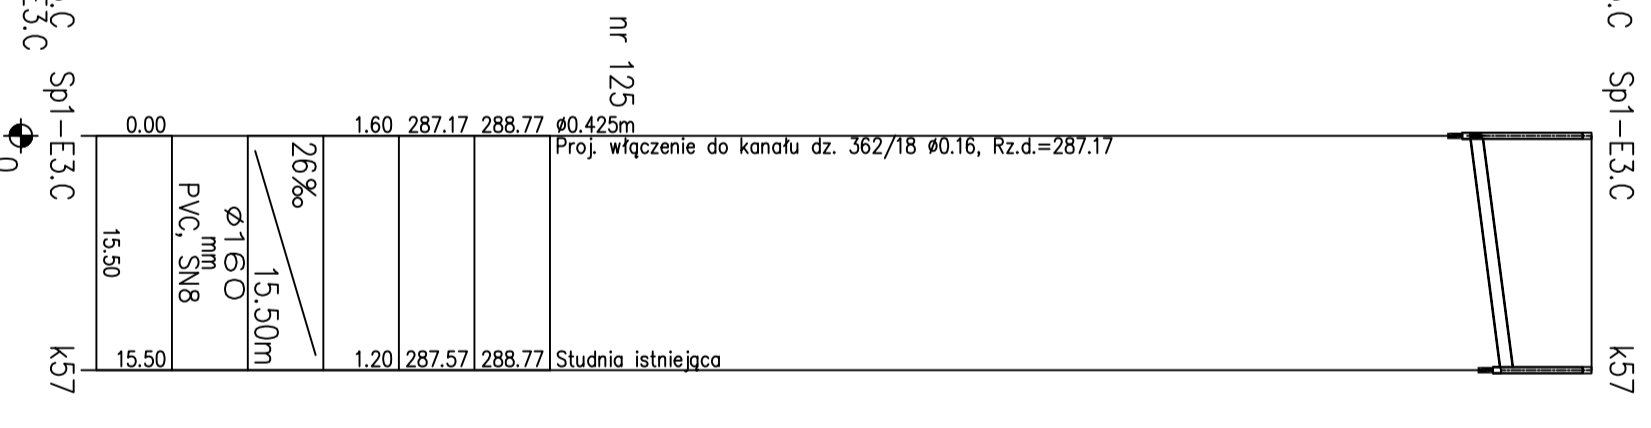 .C
E3.C
Sp1-E3.C
k57
0
nr 125
0.00
1.60
287.17
288.77
ø0.425m
Proj. włączenie do kanału dz. 362/18 ø0.16, Rz.d.=287.17
26‰
15.50m
ø160
mm
PVC, SN8
15.50
15.50
1.20
287.57
288.77
Studnia istniejąca
.C
Sp1-E3.C
k57